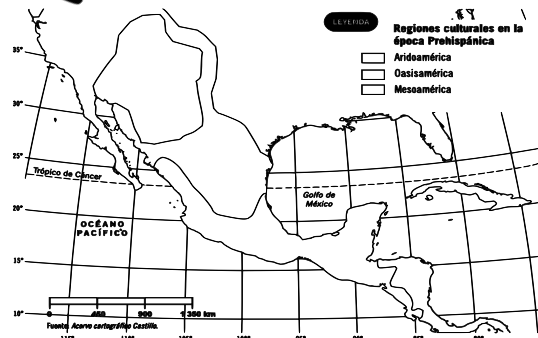 LEYENDA
Regiones culturales en la
época Prehispánica
Aridoamérica
Oasisamérica
Mesoamérica
35°
30°
25°
Trópico de Cáncer
20°
Golfo de
México
OCÉANO
PACÍFICO
15°
10°
0 450 900 1 350 km
Fuente: Acervo cartográfico Castillo.